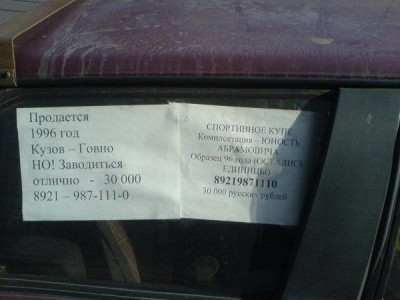 Продается
1996 год
Кузов – Говно
НО! Заводиться
отлично - 30 000
8921 – 987-111-0
СПОРТИВНОЕ КУПЕ
Комплектация – ЮНОСТЬ
АБРАМОВИЧА
Образец 96 года (ОСТАЛИСЬ
ЕДИНИЦЫ)
89219871110
30 000 русских рублей